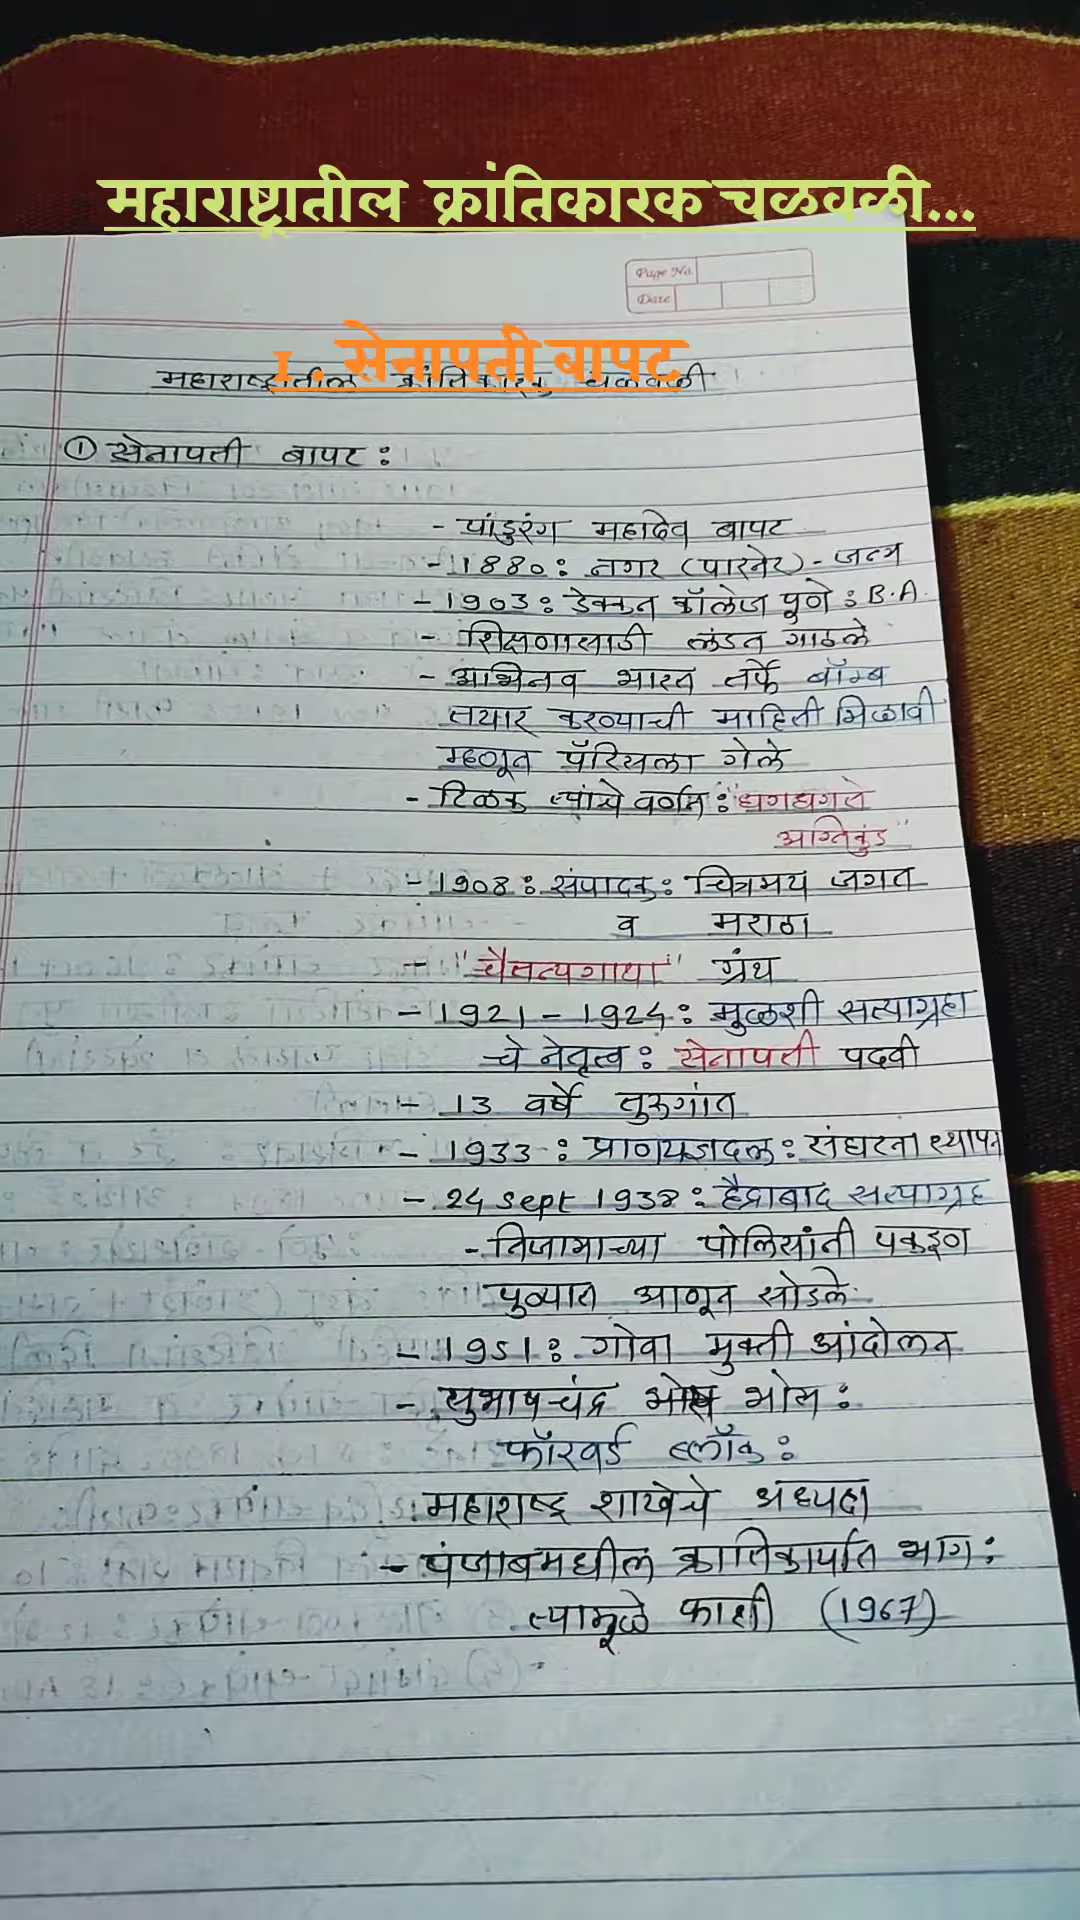 महाराष्ट्रातील क्रांतिकारक चळवळी...
Page No.
Date
1. सेनापती बापट
महाराष्ट्रातील क्रांतिकारक चळवळी
① सेनापती बापट :
- पांडुरंग महादेव बापट
- 1880 : नगर (पारनेर) - जन्म
- 1903 : डेक्कन कॉलेज पूणे : B.A.
- शिक्षणासाठी लंडन गाठले
- अभिनव भारत तर्फे बॉम्ब
तयार करण्याची माहिती मिळावी
म्हणून पॅरिसला गेले
- टिळक त्यांचे वर्णन : "धगधगते
अग्निकुंड"
- 1908 : संपादक : चित्रमय जगत
व मराठा
- "चैतन्यगाथा" ग्रंथ
- 1921 - 1924 : मुळशी सत्याग्रहा
चे नेतृत्व : सेनापती पदवी
- 13 वर्षे तुरुगांत
- 1933 : प्राणयज्ञदल : संघटना स्थापन
- 24 Sept 1938 : हैद्राबाद सत्याग्रह
- निजामाच्या पोलिसांनी पकडून
पुण्यात आणून सोडले
- 1951 : गोवा मुक्ती आंदोलन
- सुभाषचंद्र बोस
फॉरवर्ड ब्लॉक :
महाराष्ट्र शाखेचे अध्यक्ष
- पंजाबमधील भाग :
त्यामूळे फाशी (1967)